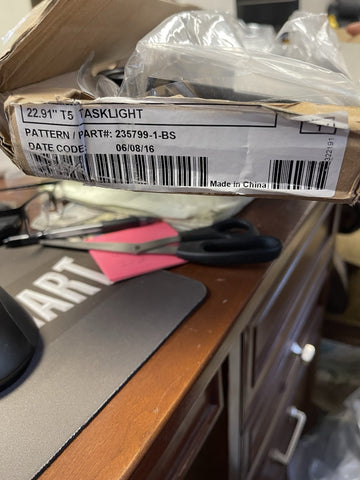 22.91" T5 TASKLIGHT
PATTERN / PART#: 235799-1-BS
DATE CODE: 06/08/16
Made in China
ART